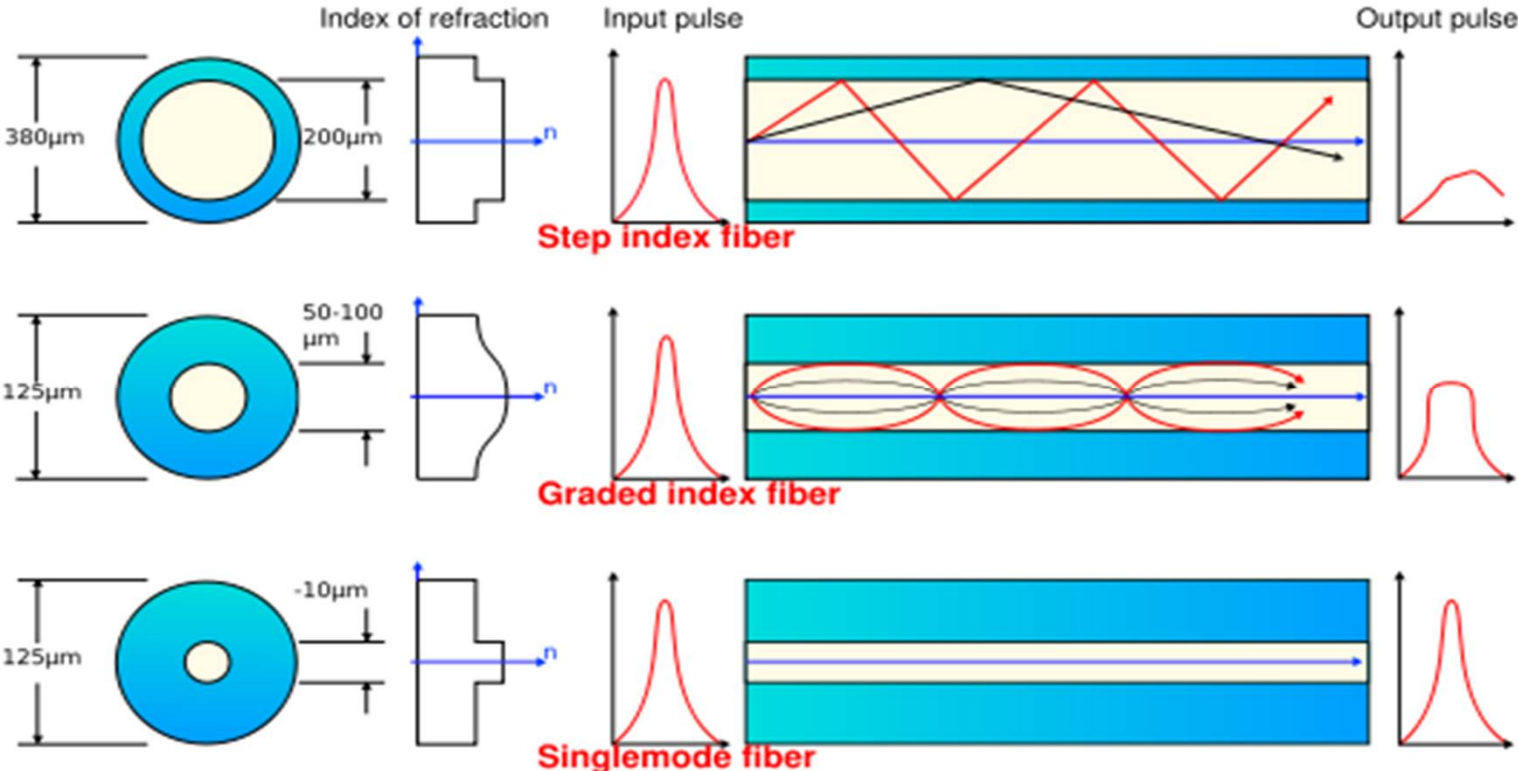 Index of refraction
Input pulse
Output pulse
380µm
200µm
n
Step index fiber
50-100
µm
125µm
n
Graded index fiber
-10µm
125µm
n
Singlemode fiber